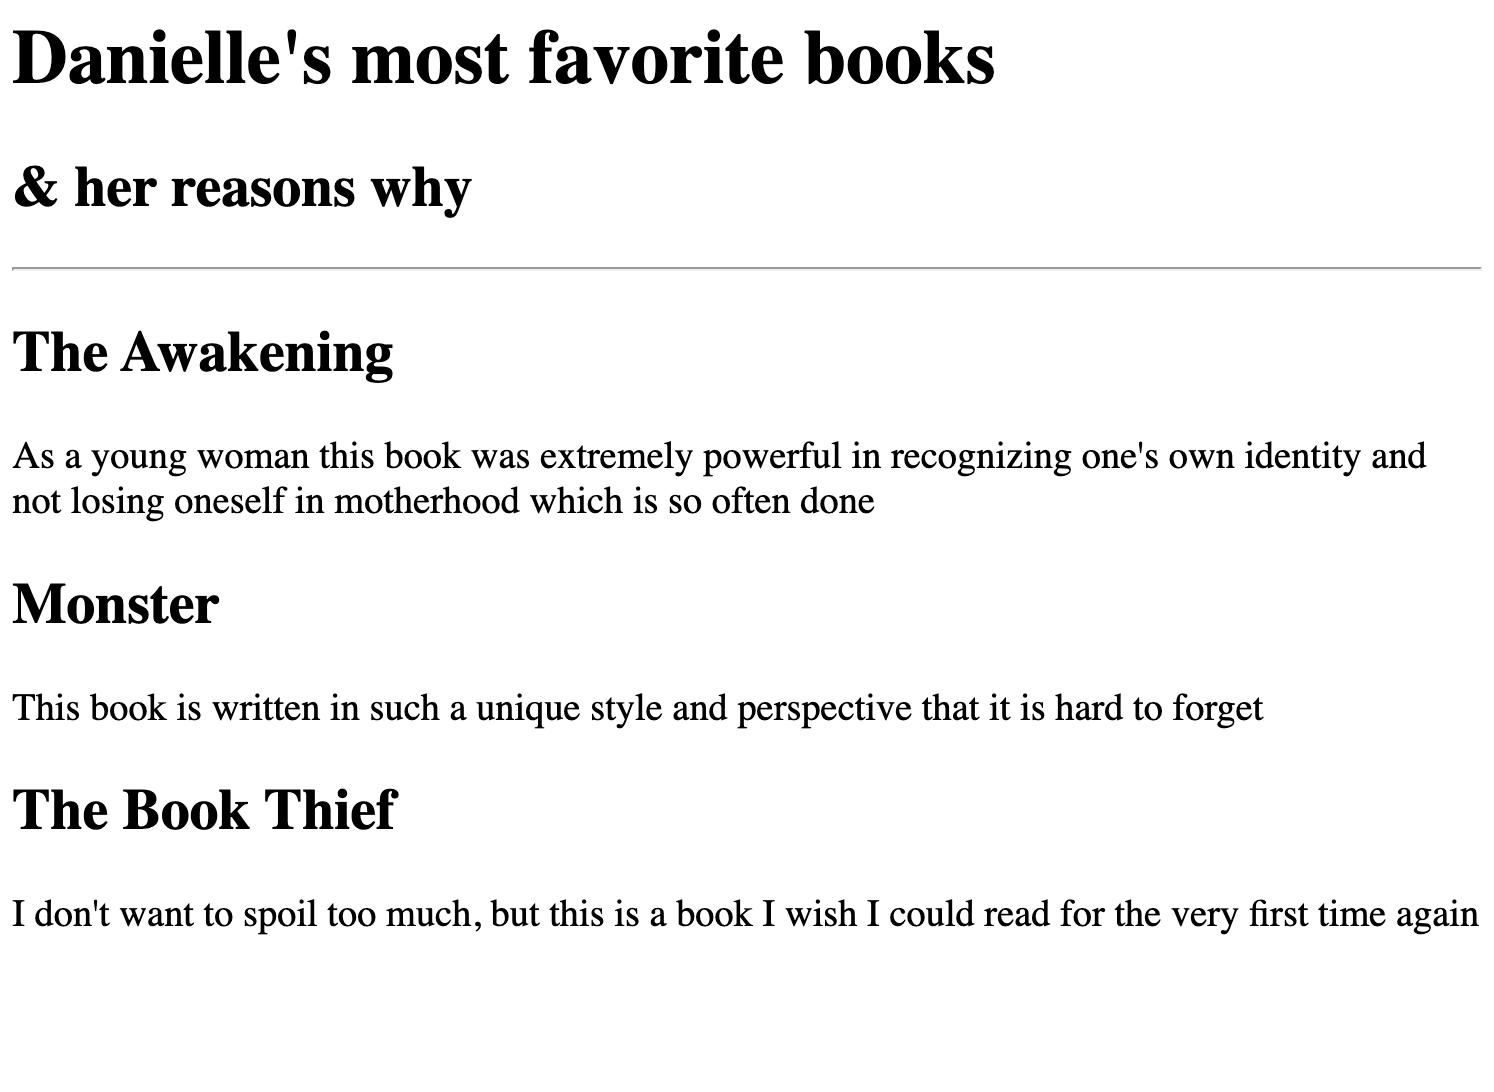 Danielle's most favorite books
& her reasons why
The Awakening
As a young woman this book was extremely powerful in recognizing one's own identity and
not losing oneself in motherhood which is so often done
Monster
This book is written in such a unique style and perspective that it is hard to forget
The Book Thief
I don't want to spoil too much, but this is a book I wish I could read for the very first time again